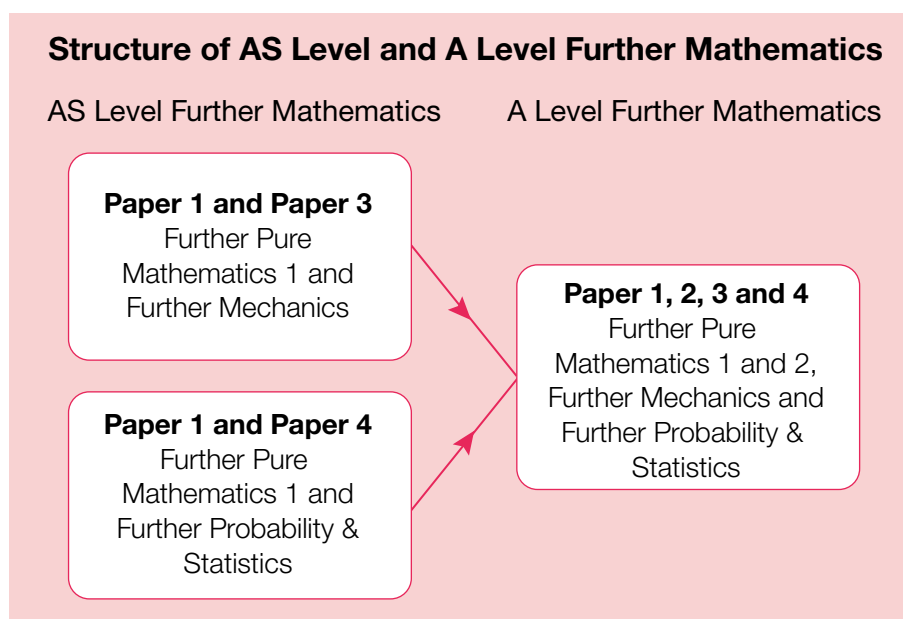 Structure of AS Level and A Level Further Mathematics
AS Level Further Mathematics
A Level Further Mathematics
Paper 1 and Paper 3
Further Pure
Mathematics 1 and
Further Mechanics
Paper 1 and Paper 4
Further Pure
Mathematics 1 and
Further Probability &
Statistics
Paper 1, 2, 3 and 4
Further Pure
Mathematics 1 and 2,
Further Mechanics and
Further Probability &
Statistics